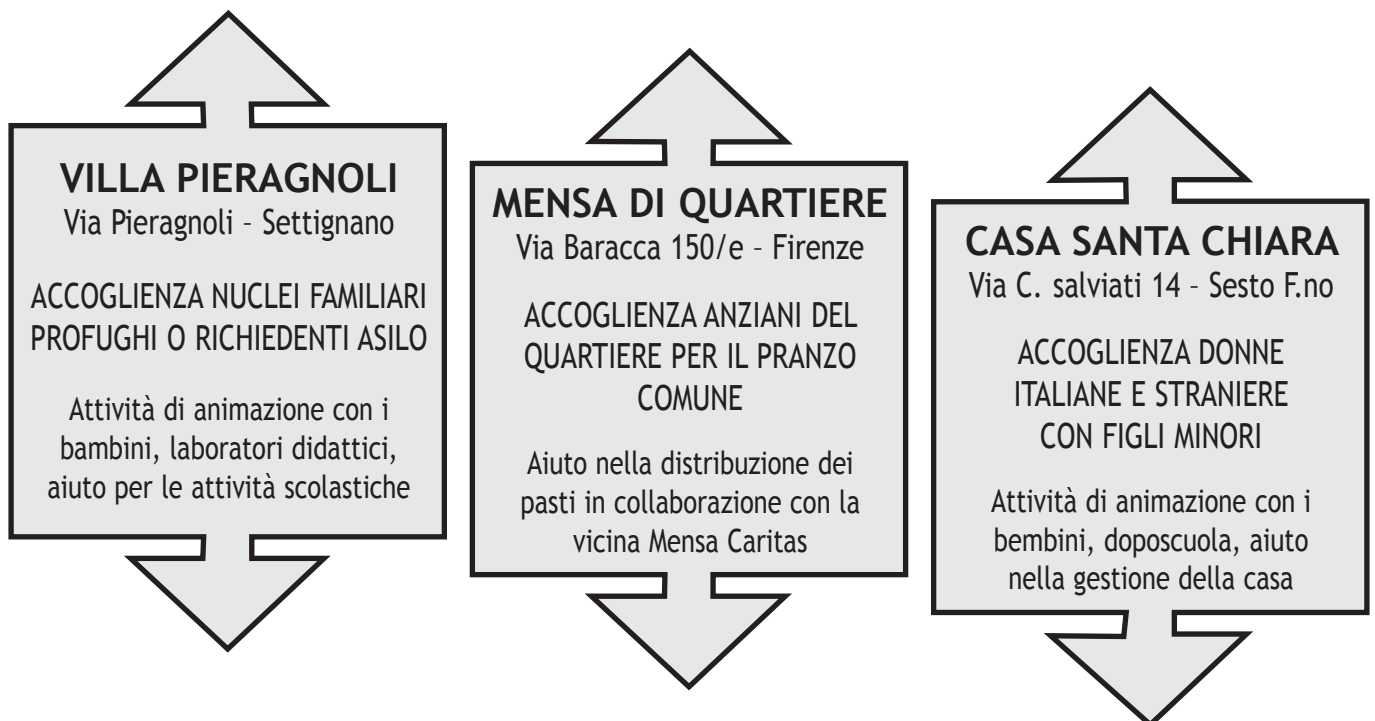 VILLA PIERAGNOLI
Via Pieragnoli - Settignano
ACCOGLIENZA NUCLEI FAMILIARI
PROFUGHI O RICHIEDENTI ASILO
Attività di animazione con i
bambini, laboratori didattici,
aiuto per le attività scolastiche
MENSA DI QUARTIERE
Via Baracca 150/e - Firenze
ACCOGLIENZA ANZIANI DEL
QUARTIERE PER IL PRANZO
COMUNE
Aiuto nella distribuzione dei
pasti in collaborazione con la
vicina Mensa Caritas
CASA SANTA CHIARA
Via C. salviati 14 - Sesto F.no
ACCOGLIENZA DONNE
ITALIANE E STRANIERE
CON FIGLI MINORI
Attività di animazione con i
bembini, doposcuola, aiuto
nella gestione della casa